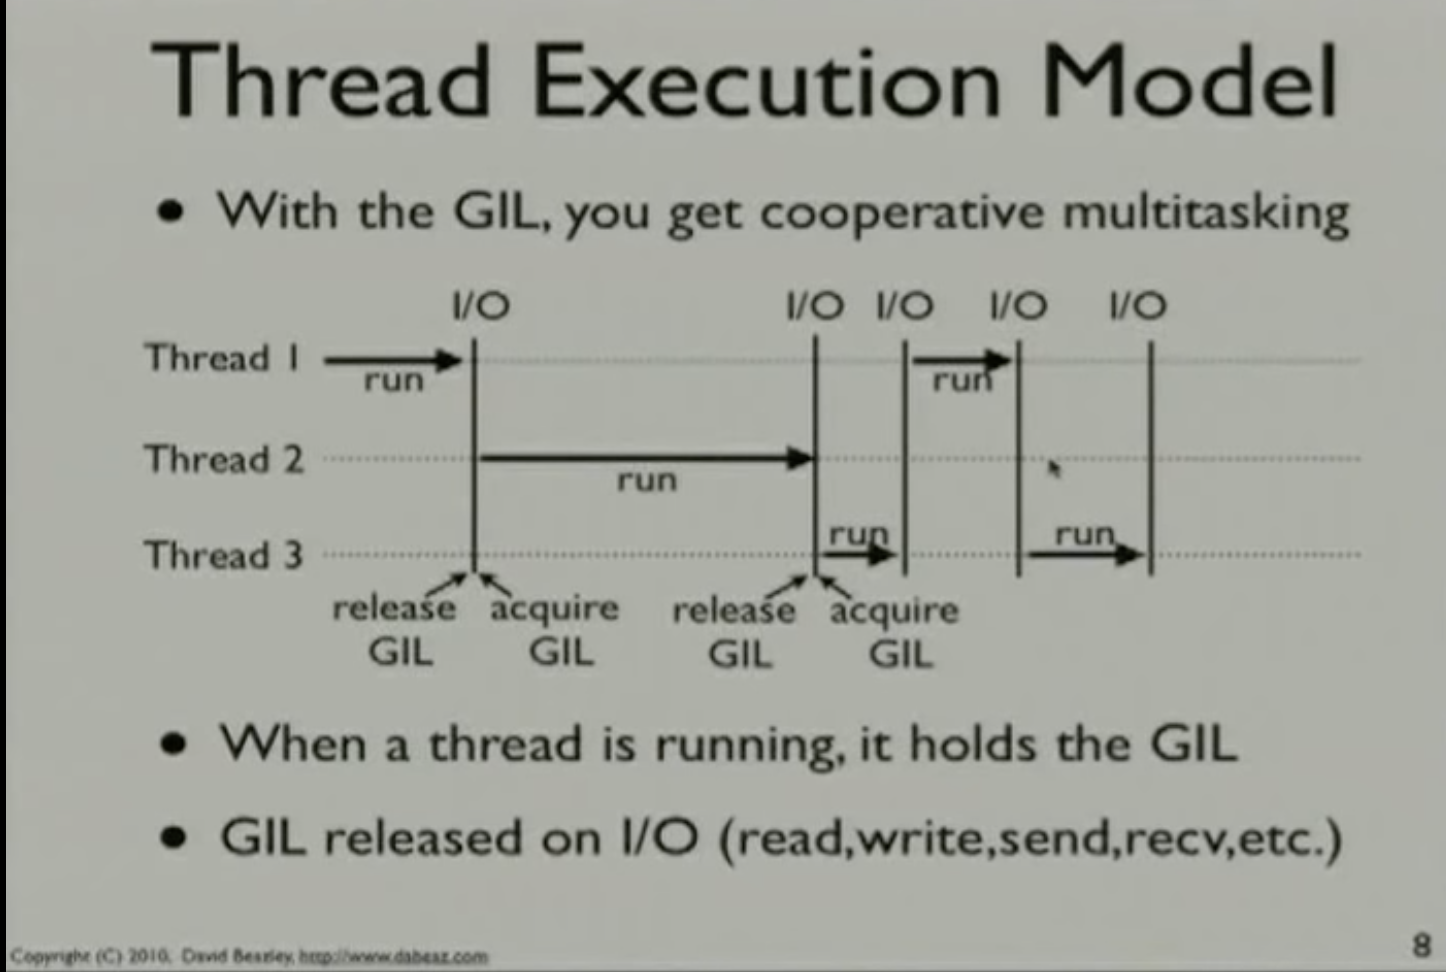 Thread Execution Model
• With the GIL, you get cooperative multitasking
I/O I/O I/O I/O I/O
Thread 1
run run
Thread 2
run
run run
Thread 3
release acquire release acquire
GIL GIL GIL GIL
• When a thread is running, it holds the GIL
• GIL released on I/O (read,write,send,recv,etc.)
Copyright (C) 2010, David Beazley, http://www.dabeaz.com
8